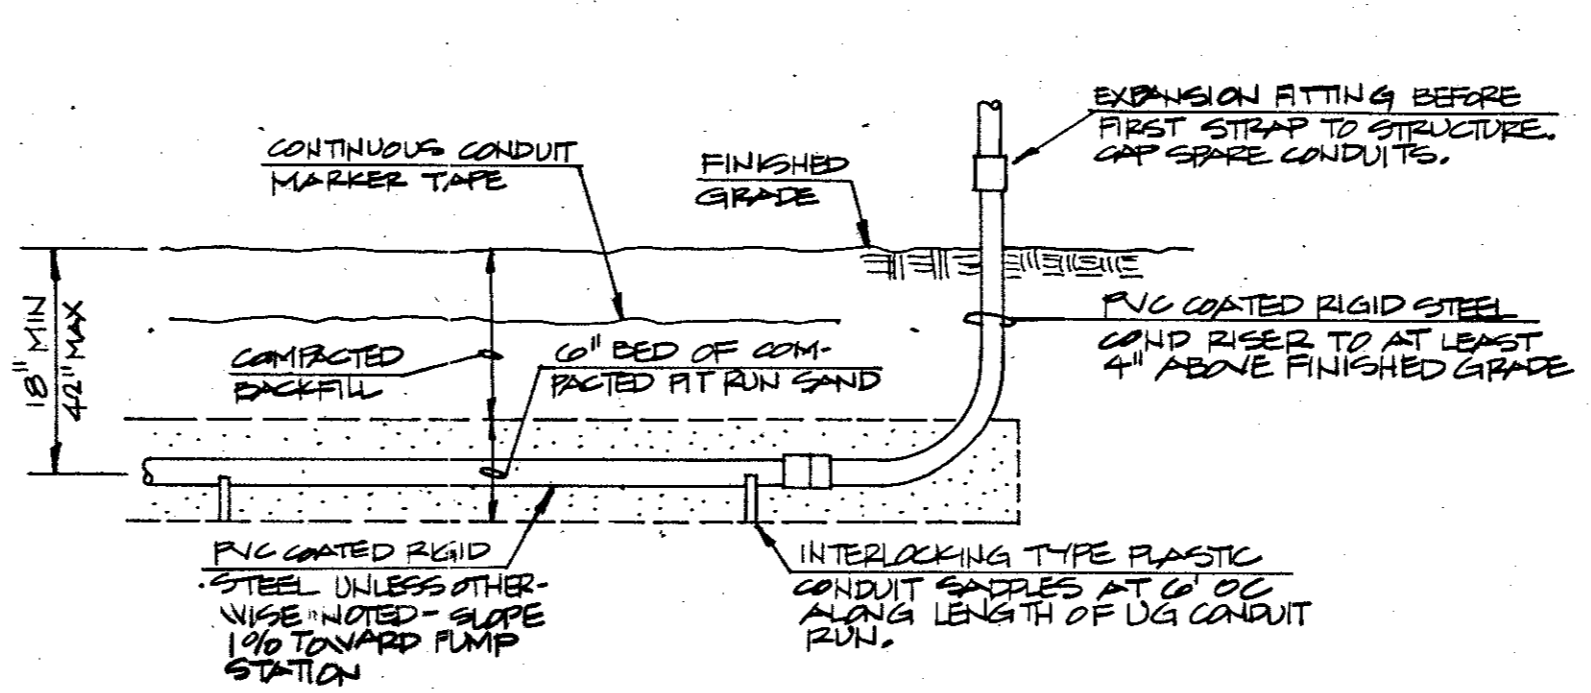 EXPANSION FITTING BEFORE
FIRST STRAP TO STRUCTURE.
CAP SPARE CONDUITS.
CONTINUOUS CONDUIT
MARKER TAPE
FINISHED
GRADE
18" MIN
42" MAX
PVC COATED RIGID STEEL
COND RISER TO AT LEAST
4" ABOVE FINISHED GRADE
COMPACTED
BACKFILL
6" BED OF COM-
PACTED PIT RUN SAND
PVC COATED RIGID
STEEL UNLESS OTHER-
WISE NOTED - SLOPE
1% TOWARD PUMP
STATION
INTERLOCKING TYPE PLASTIC
CONDUIT SADDLES AT 6' OC
ALONG LENGTH OF UG CONDUIT
RUN.